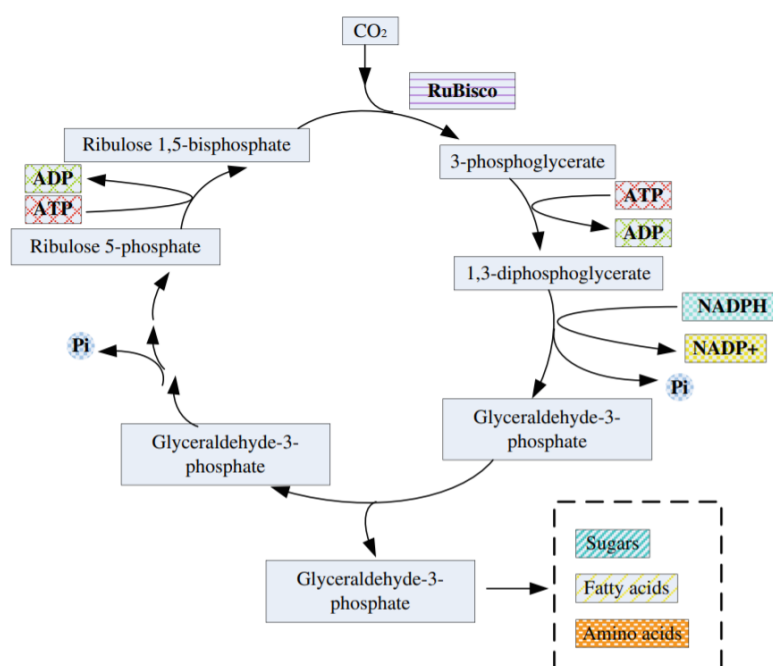 CO₂
RuBisco
Ribulose 1,5-bisphosphate
3-phosphoglycerate
ADP
ATP
ATP
ADP
Ribulose 5-phosphate
1,3-diphosphoglycerate
NADPH
NADP+
Pi
Pi
Glyceraldehyde-3-
phosphate
Glyceraldehyde-3-
phosphate
Glyceraldehyde-3-
phosphate
Sugars
Fatty acids
Amino acids